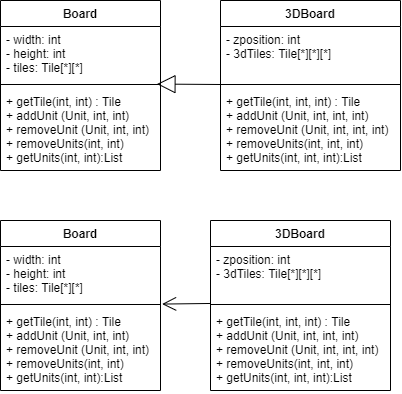 Board
- width: int
- height: int
- tiles: Tile[*][*]
+ getTile(int, int) : Tile
+ addUnit (Unit, int, int)
+ removeUnit (Unit, int, int)
+ removeUnits(int, int)
+ getUnits(int, int):List
3DBoard
- zposition: int
- 3dTiles: Tile[*][*][*]
+ getTile(int, int, int) : Tile
+ addUnit (Unit, int, int, int)
+ removeUnit (Unit, int, int, int)
+ removeUnits(int, int, int)
+ getUnits(int, int, int):List
Board
- width: int
- height: int
- tiles: Tile[*][*]
+ getTile(int, int) : Tile
+ addUnit (Unit, int, int)
+ removeUnit (Unit, int, int)
+ removeUnits(int, int)
+ getUnits(int, int):List
3DBoard
- zposition: int
- 3dTiles: Tile[*][*][*]
+ getTile(int, int, int) : Tile
+ addUnit (Unit, int, int, int)
+ removeUnit (Unit, int, int, int)
+ removeUnits(int, int, int)
+ getUnits(int, int, int):List